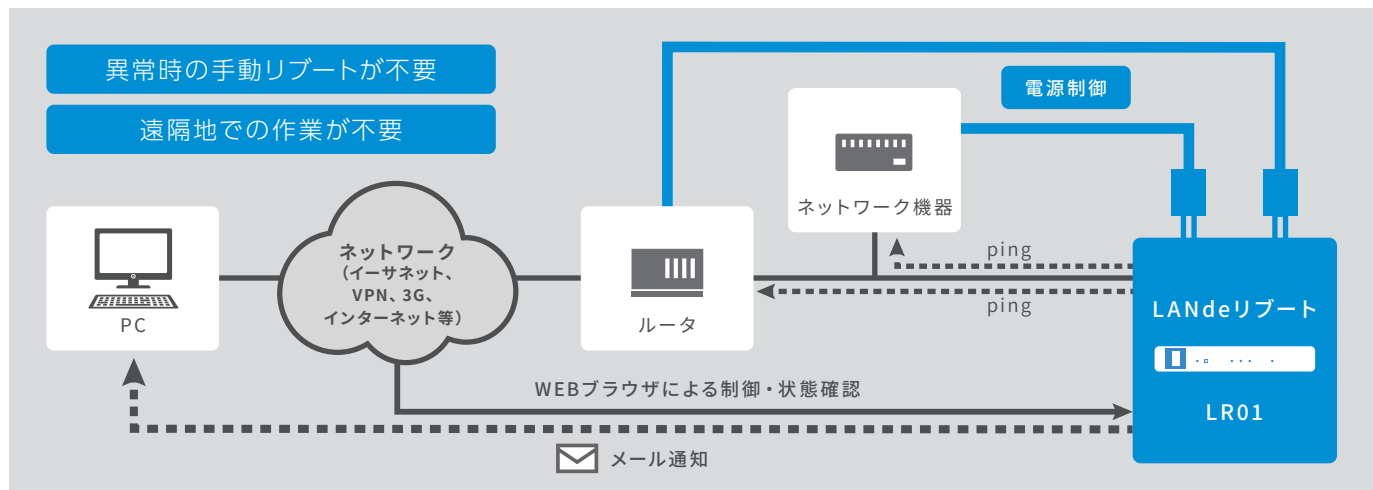 異常時の手動リブートが不要
遠隔地での作業が不要
電源制御
ネットワーク機器
ping
ping
ネットワーク
（イーサネット、
VPN、3G、
インターネット等）
PC
ルータ
LANdeリブート
LR01
WEBブラウザによる制御・状態確認
メール通知